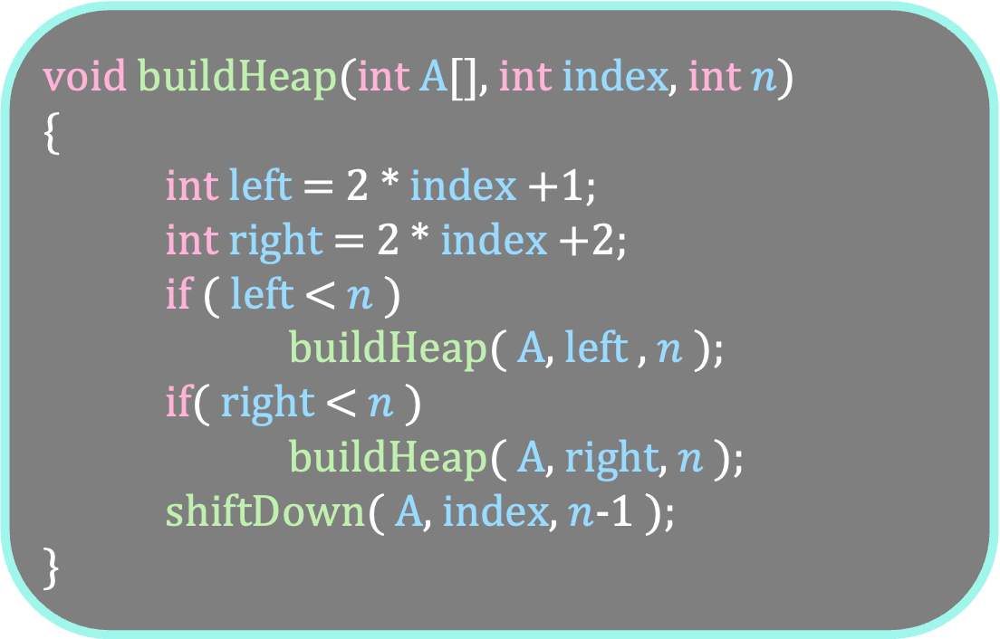 void buildHeap(int A[], int index, int n)
{
int left = 2 * index +1;
int right = 2 * index +2;
if ( left < n )
buildHeap( A, left , n );
if( right < n )
buildHeap( A, right, n );
shiftDown( A, index, n-1 );
}